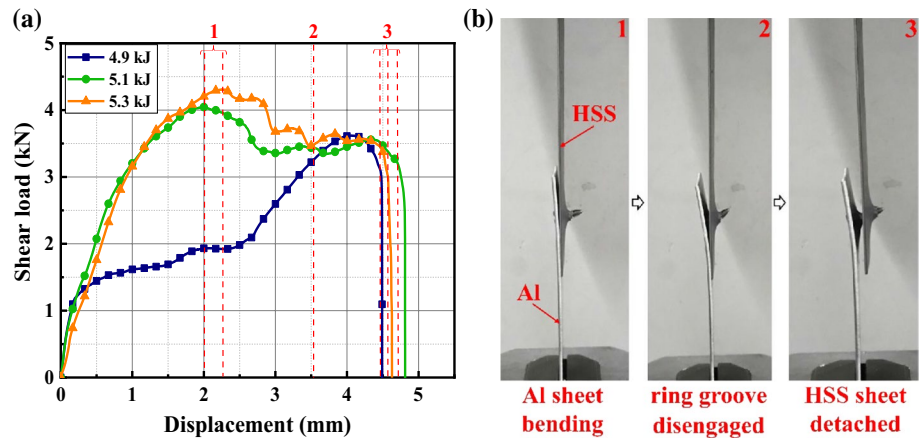 (a)
1
2
3
5
4
3
2
1
0
4.9 kJ
5.1 kJ
5.3 kJ
Shear load (kN)
0
1
2
3
4
5
Displacement (mm)
(b)
1
2
3
HSS
Al
Al sheet
bending
ring groove
disengaged
HSS sheet
detached